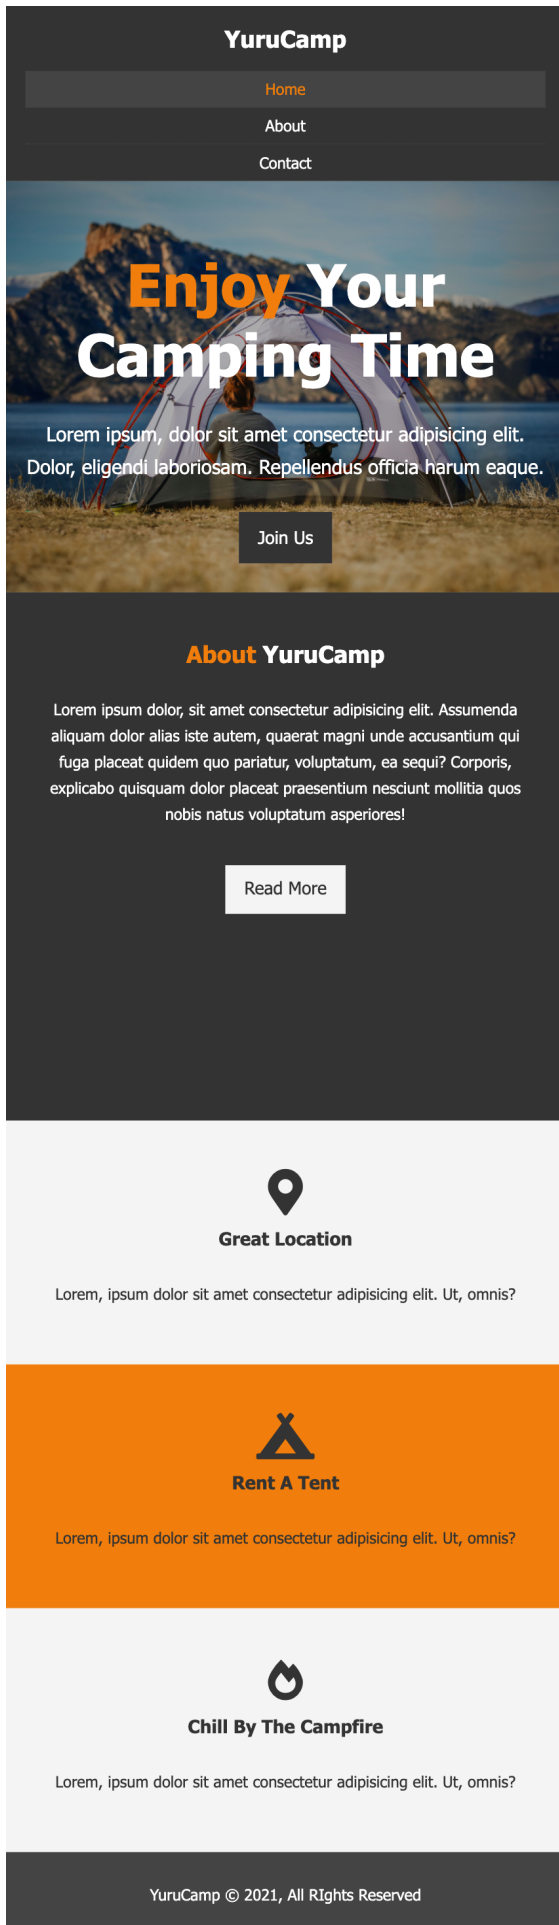 YuruCamp
Home
About
Contact
Enjoy Your
Camping Time
Lorem ipsum, dolor sit amet consectetur adipisicing elit.
Dolor, eligendi laboriosam. Repellendus officia harum eaque.
Join Us
About YuruCamp
Lorem ipsum dolor, sit amet consectetur adipisicing elit. Assumenda
aliquam dolor alias iste autem, quaerat magni unde accusantium qui
fuga placeat quidem quo pariatur, voluptatum, ea sequi? Corporis,
explicabo quisquam dolor placeat praesentium nesciunt mollitia quos
nobis natus voluptatum asperiores!
Read More
Great Location
Lorem, ipsum dolor sit amet consectetur adipisicing elit. Ut, omnis?
Rent A Tent
Lorem, ipsum dolor sit amet consectetur adipisicing elit. Ut, omnis?
Chill By The Campfire
Lorem, ipsum dolor sit amet consectetur adipisicing elit. Ut, omnis?
YuruCamp © 2021, All RIghts Reserved